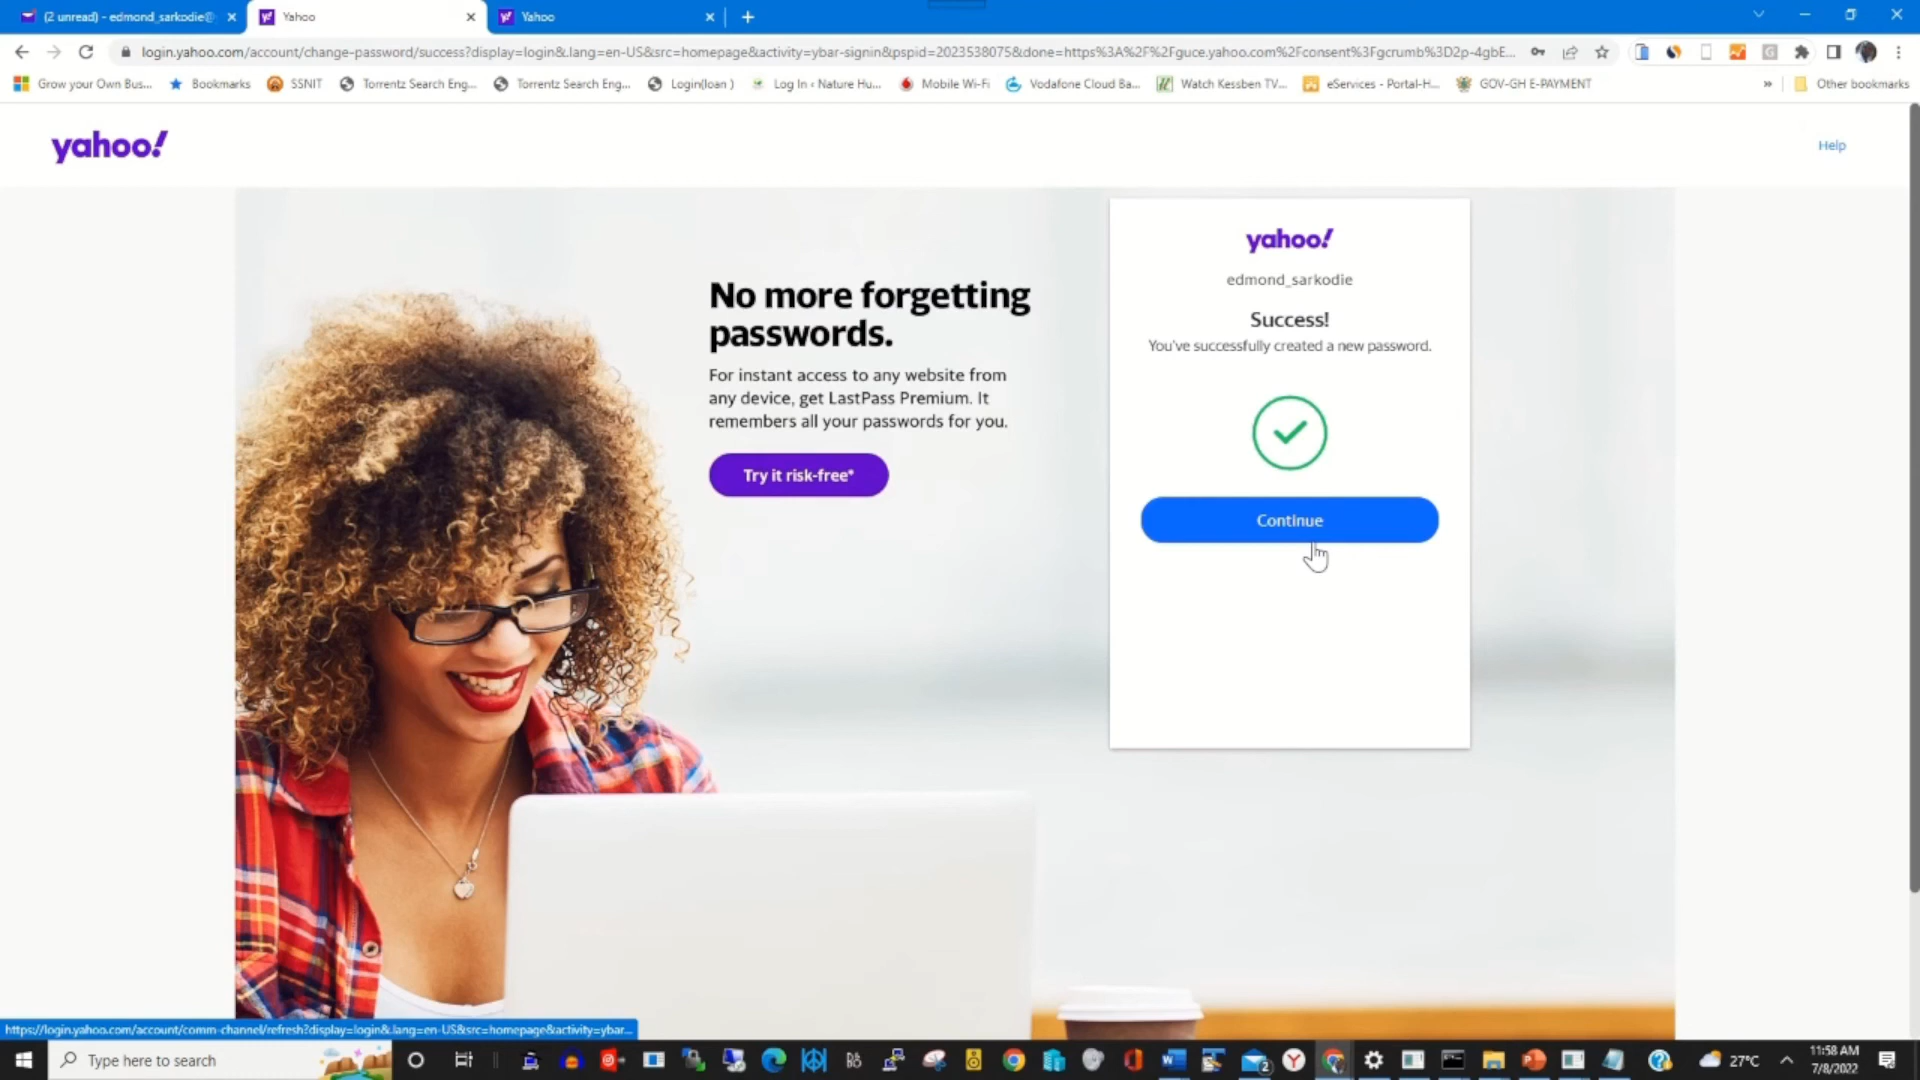 (2 unread) - edmond_sarkodie@
Yahoo
Yahoo
login.yahoo.com/account/change-password/success?display=login&.lang=en-US&src=homepage&activity=ybar-signin&pspid=2023538075&done=https%3A%2F%2Fguce.yahoo.com%2Fconsent%3Fgcrumb%3D2p-4gbE...
Grow your Own Bus... Bookmarks SSNIT Torrentz Search Eng... Torrentz Search Eng... Login(loan ) Log In ‹ Nature Hu... Mobile Wi-Fi Vodafone Cloud Ba... Watch Kessben TV... eServices - Portal-H... GOV-GH E-PAYMENT » Other bookmarks
yahoo!
Help
yahoo!
edmond_sarkodie
Success!
You've successfully created a new password.
Continue
No more forgetting
passwords.
For instant access to any website from
any device, get LastPass Premium. It
remembers all your passwords for you.
Try it risk-free*
https://login.yahoo.com/account/comm-channel/refresh?display=login&.lang=en-US&src=homepage&activity=ybar...
Type here to search
27°C
11:58 AM
7/8/2022